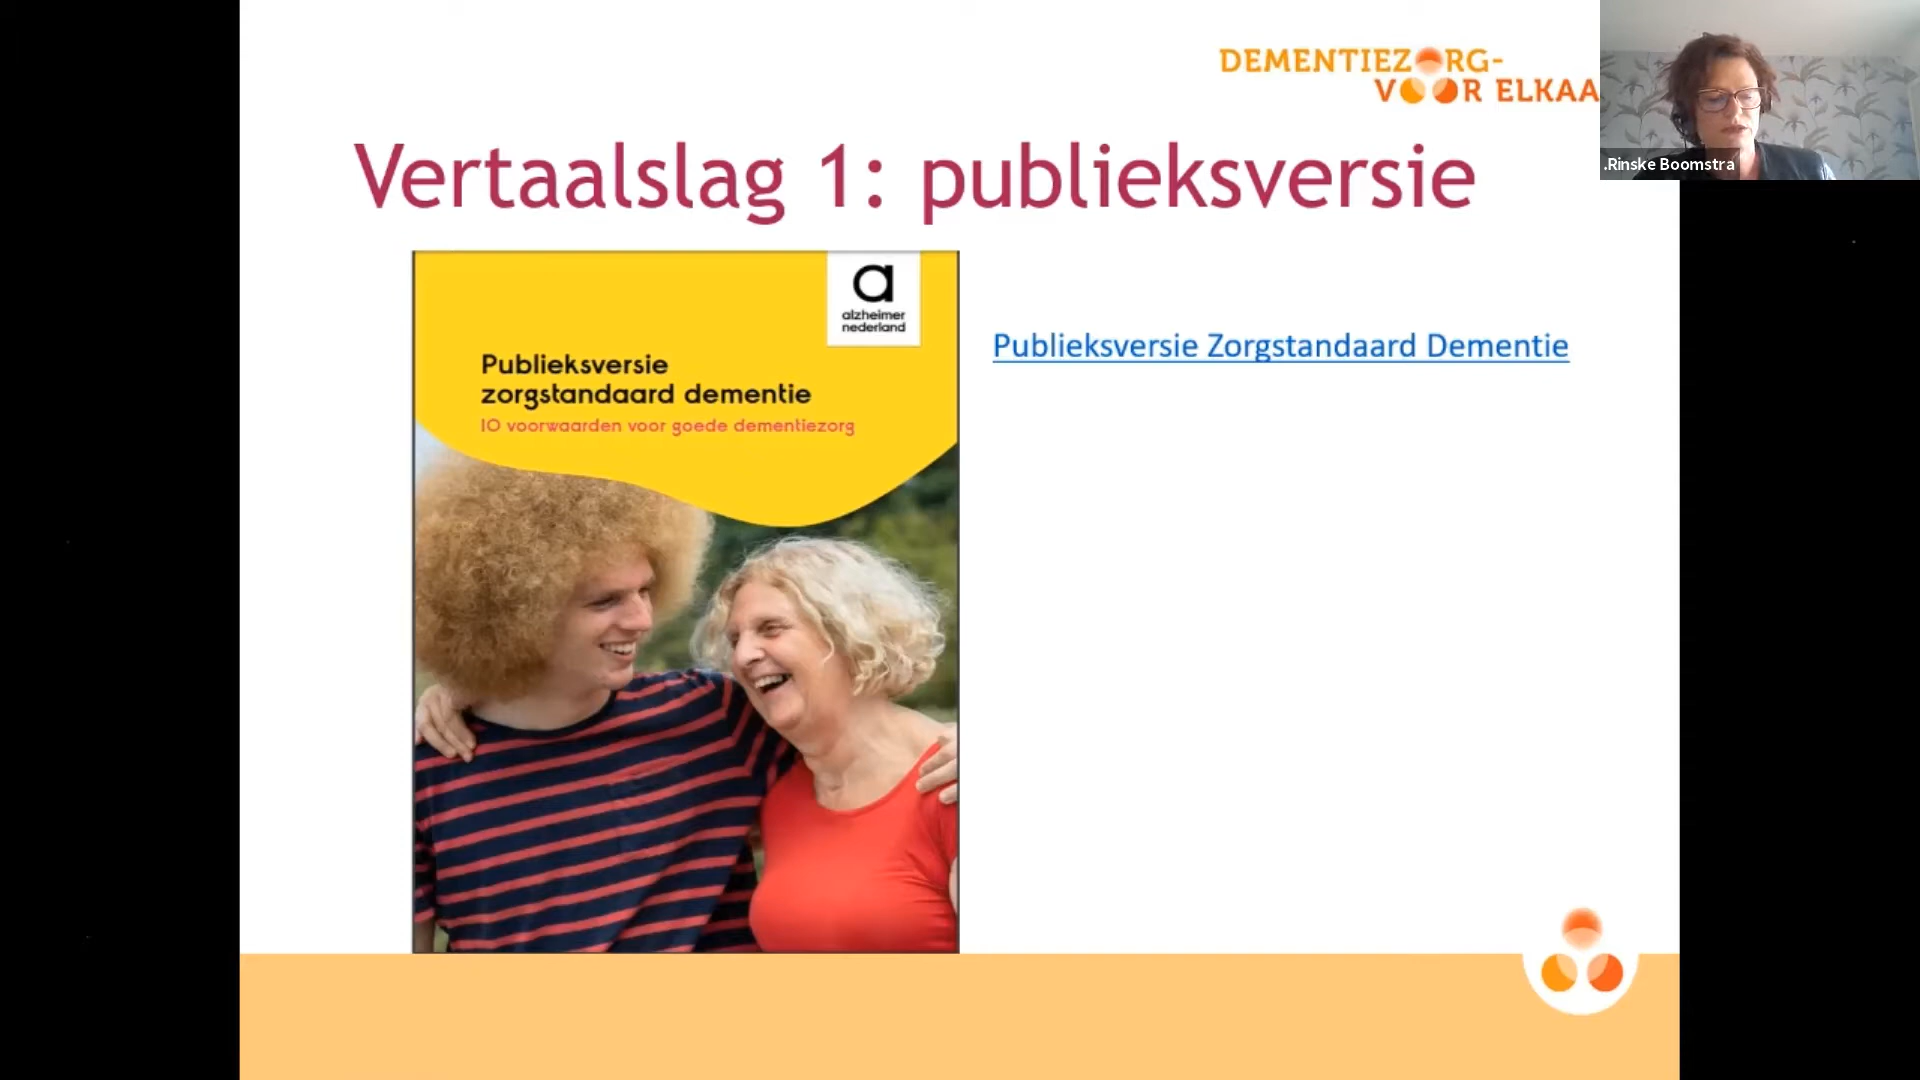 DEMENTIEZORG-
VOOR ELKAA
.Rinske Boomstra
Vertaalslag 1: publieksversie
a
alzheimer
nederland
Publieksversie
zorgstandaard dementie
10 voorwaarden voor goede dementiezorg
Publieksversie Zorgstandaard Dementie